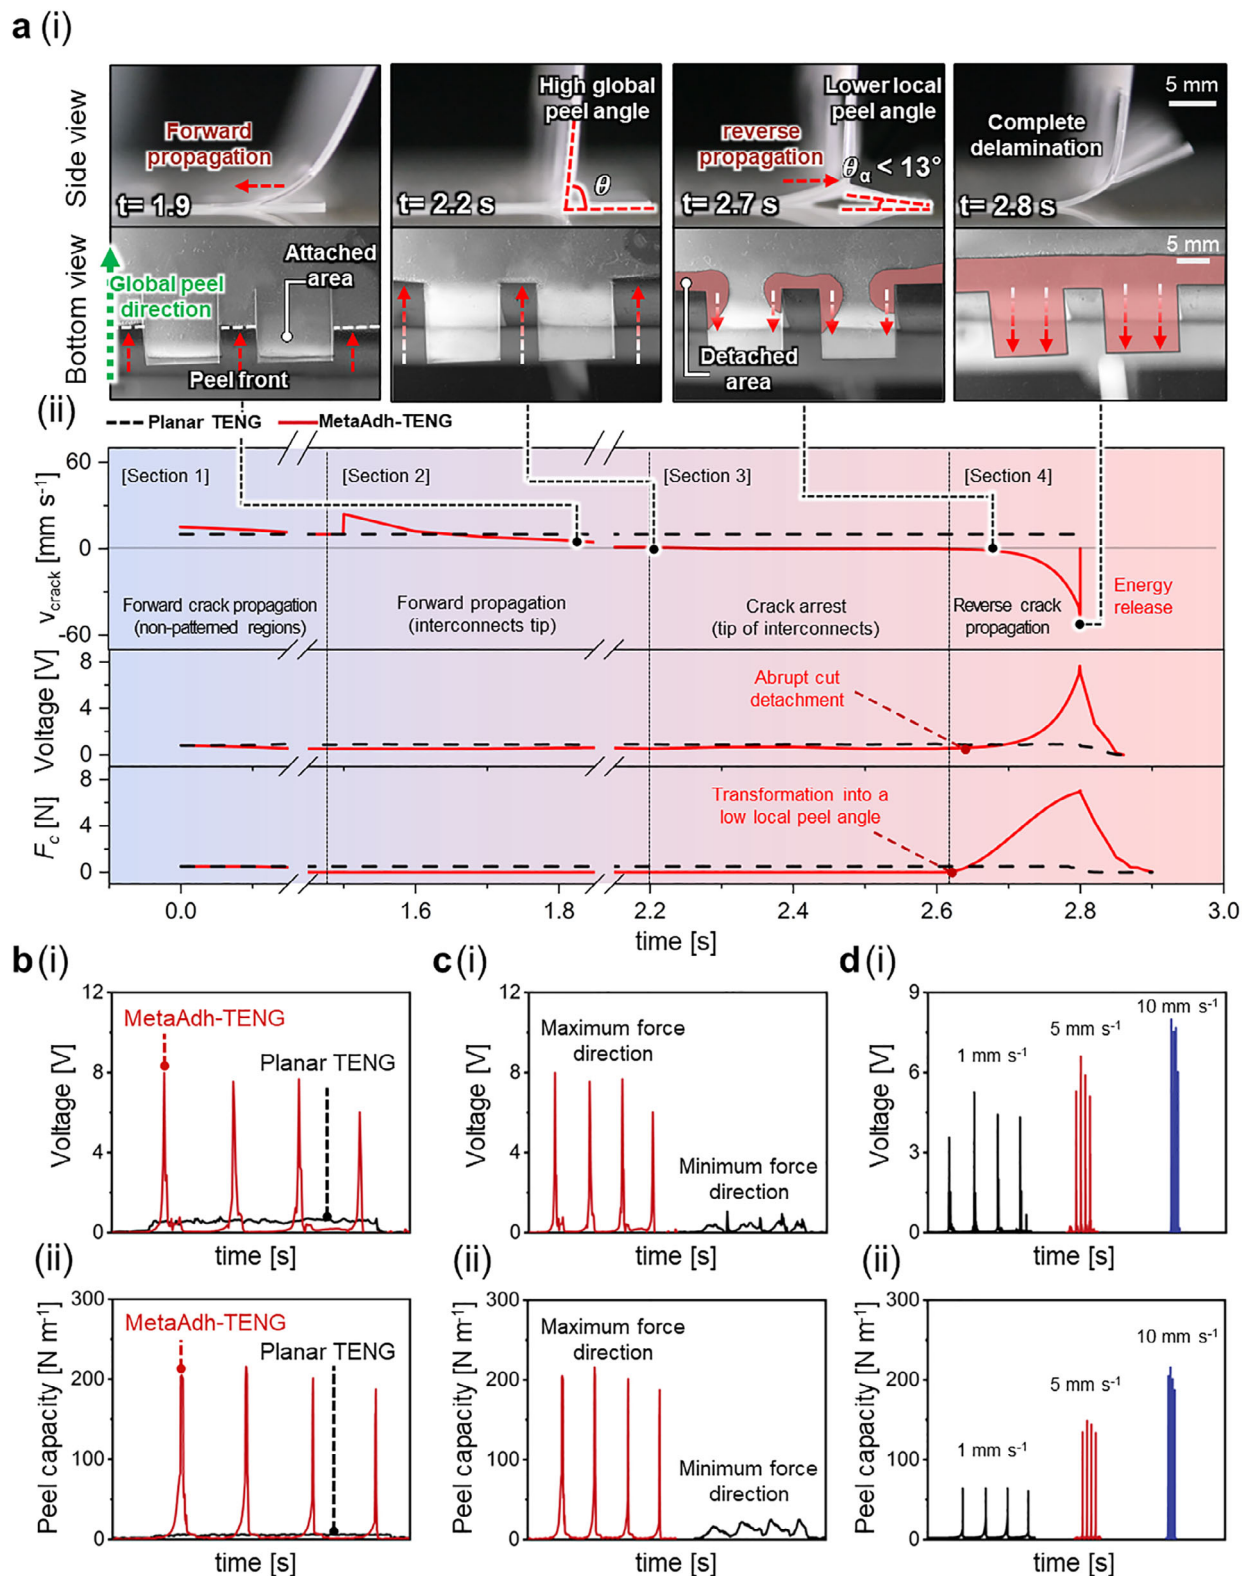 a (i)
Side view
Forward
propagation
t= 1.9
High global
peel angle
θ
t= 2.2 s
Lower local
peel angle
reverse
propagation
θα < 13°
t= 2.7 s
5 mm
Complete
delamination
t= 2.8 s
Bottom view
Global peel
direction
Attached
area
Peel front
Detached
area
5 mm
(ii)
Planar TENG
MetaAdh-TENG
[Section 1]
[Section 2]
[Section 3]
[Section 4]
vcrack [mm s-1]
60
0
-60
Forward crack propagation
(non-patterned regions)
Forward propagation
(interconnects tip)
Crack arrest
(tip of interconnects)
Reverse crack
propagation
Energy
release
Voltage [V]
8
4
0
Abrupt cut
detachment
Fc [N]
8
4
0
Transformation into a
low local peel angle
0.0
1.6
1.8
2.2
2.4
2.6
2.8
3.0
time [s]
b (i)
Voltage [V]
12
8
4
0
MetaAdh-TENG
Planar TENG
time [s]
(ii)
Peel capacity [N m-1]
300
200
100
0
MetaAdh-TENG
Planar TENG
time [s]
c (i)
Voltage [V]
12
8
4
0
Maximum force
direction
Minimum force
direction
time [s]
(ii)
Peel capacity [N m-1]
300
200
100
0
Maximum force
direction
Minimum force
direction
time [s]
d (i)
Voltage [V]
9
6
3
0
1 mm s-1
5 mm s-1
10 mm s-1
time [s]
(ii)
Peel capacity [N m-1]
300
200
100
0
1 mm s-1
5 mm s-1
10 mm s-1
time [s]